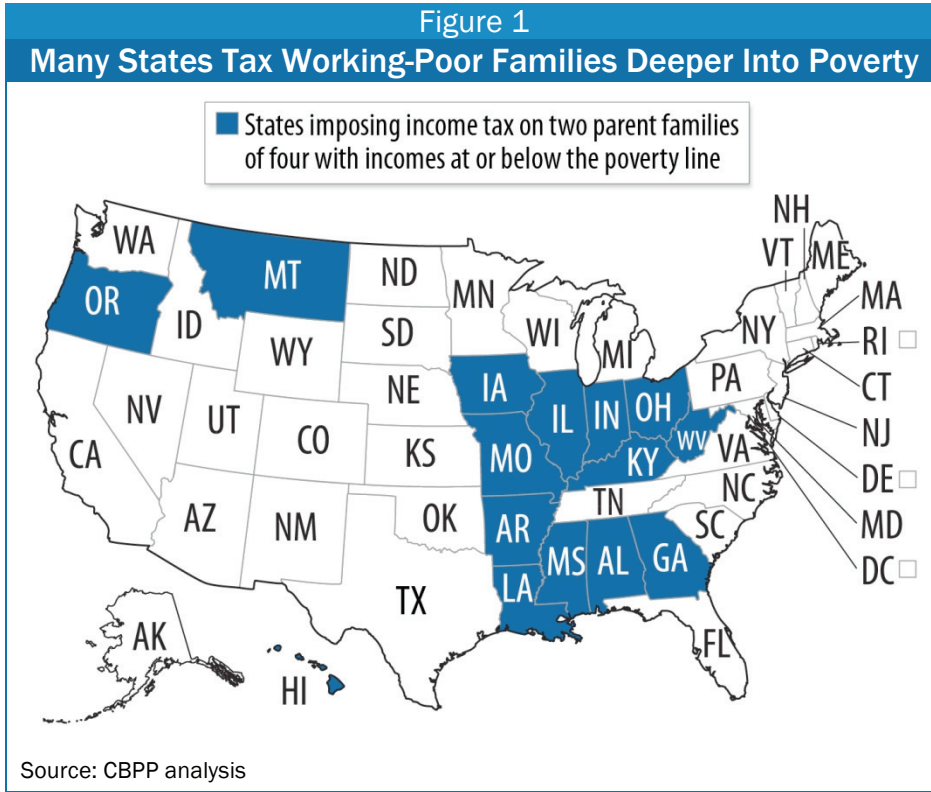 Figure 1
Many States Tax Working-Poor Families Deeper Into Poverty
States imposing income tax on two parent families
of four with incomes at or below the poverty line
NH
WA
VT
ME
MT
ND
MN
MA
OR
ID
SD
WI
MI
NY
RI
WY
CT
NE
IA
PA
NV
UT
CO
IL
IN
OH
NJ
CA
KS
MO
WV
KY
VA
DE
AZ
NM
OK
AR
TN
NC
MD
SC
DC
TX
LA
MS
AL
GA
AK
HI
FL
Source: CBPP analysis